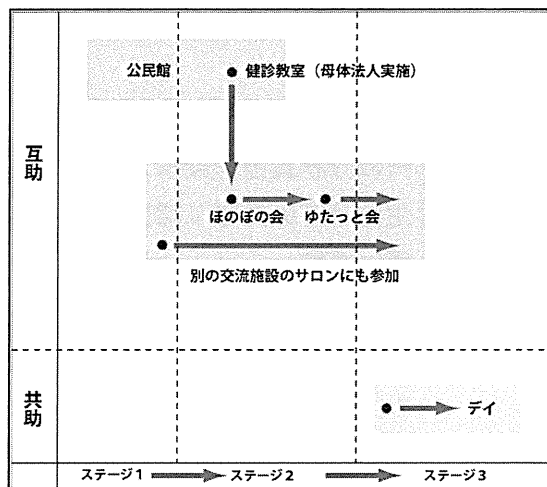 互助
公民館
健診教室（母体法人実施）
ほのぼの会
ゆたっと会
別の交流施設のサロンにも参加
共助
デイ
ステージ1
ステージ2
ステージ3